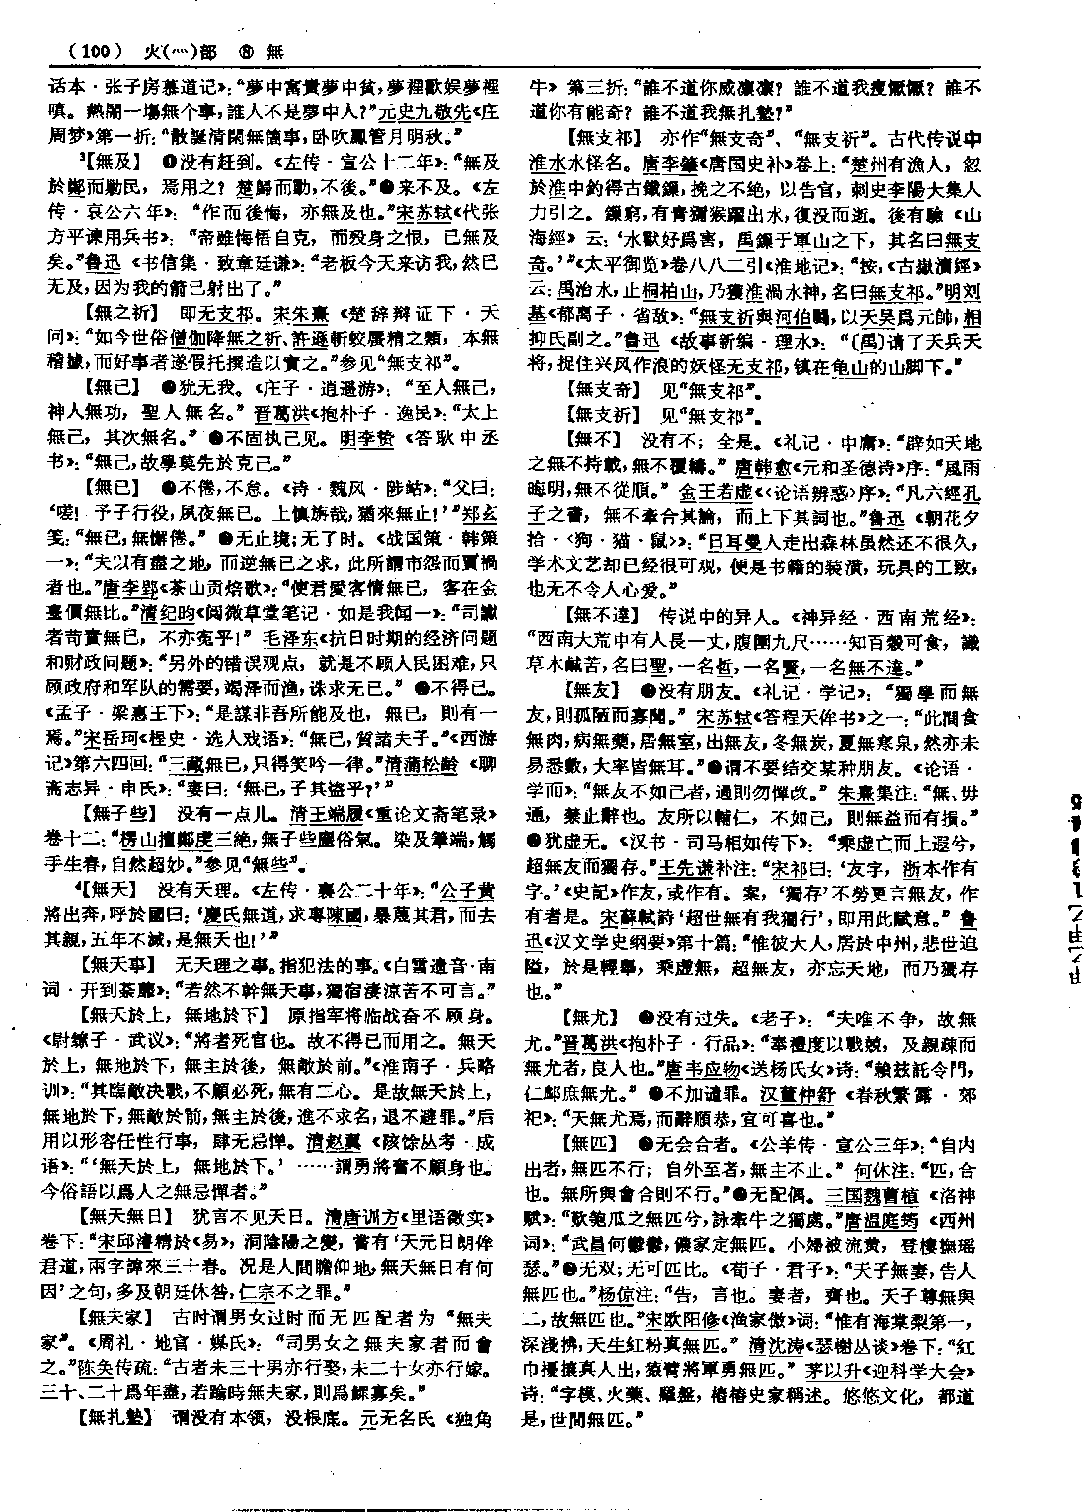 （100） 火(灬)部 ⑧ 無
话本·张子房慕道记》：“夢中富貴夢中貧，夢裡歡娱夢裡
嗔。熱鬧一場無個事，誰人不是夢中人？”元史九敬先《庄
周梦》第一折：“散誕清閑無箇事，卧吹鳳管月明秋。”
³【無及】 ❶没有赶到。《左传·宣公十二年》：“無及
於鄭而勦民，焉用之？楚歸而動，不後。”❷来不及。《左
传·哀公六年》：“作而後悔，亦無及也。”宋苏轼《代张
方平谏用兵书》：“帝雖悔悟自克，而殁身之恨，已無及
矣。”鲁迅《书信集·致章廷谦》：“老板今天来访我，然已
无及，因为我的箭已射出了。”
【無之祈】 即无支祁。宋朱熹《楚辞辩证下·天
问》：“如今世俗僧伽降無之祈、許遜斬蛟蜃精之類，本無
稽據，而好事者遂假托撰造以實之。”参见“無支祁”。
【無己】 ❶犹无我。《庄子·逍遥游》：“至人無己，
神人無功，聖人無名。”晋葛洪《抱朴子·逸民》：“太上
無己，其次無名。”❷不固执己见。明李贽《答耿中丞
书》：“無己，故學莫先於克己。”
【無已】 ❶不倦，不怠。《诗·魏风·陟岵》：“父曰：
‘嗟！予子行役，夙夜無已。上慎旃哉，猶來無止！’”郑玄
笺：“無已，無懈倦。”❷无止境；无了时。《战国策·韩策
一》：“夫以有盡之地，而逆無已之求，此所謂市怨而買禍
者也。”唐李郢《茶山贡焙歌》：“使君愛客情無已，客在金
臺價無比。”清纪昀《阅微草堂笔记·如是我闻一》：“司讞
者苛責無已，不亦寃乎！”毛泽东《抗日时期的经济问题
和财政问题》：“另外的错误观点，就是不顾人民困难，只
顾政府和军队的需要，竭泽而渔，诛求无已。”❸不得已。
《孟子·梁惠王下》：“是謀非吾所能及也，無已，則有一
焉。”宋岳珂《桯史·选人戏语》：“無已，質諸夫子。”《西游
记》第六四回：“三藏無已，只得笑吟一律。”清蒲松龄《聊
斋志异·申氏》：“妻曰：‘無已，子其盜乎？’”
【無子些】 没有一点儿。清王端履《重论文斋笔录》
卷十二：“楞山擅鄭虔三絶，無子些塵俗氣。染及筆端，觸
手生春，自然超妙。”参见“無些”。
⁴【無天】 没有天理。《左传·襄公二十年》：“公子黄
將出奔，呼於國曰：‘慶氏無道，求專陳國，暴蔑其君，而去
其親，五年不滅，是無天也！’”
【無天事】 无天理之事。指犯法的事。《白雪遗音·南
词·开到荼蘼》：“若然不幹無天事，獨宿淒涼苦不可言。”
【無天於上，無地於下】 原指军将临战奋不顾身。
《尉缭子·武议》：“將者死官也。故不得已而用之。無天
於上，無地於下，無主於後，無敵於前。”《淮南子·兵略
训》：“其臨敵决戰，不顧必死，無有二心。是故無天於上，
無地於下，無敵於前，無主於後，進不求名，退不避罪。”后
用以形容任性行事，肆无忌惮。清赵翼《陔馀丛考·成
语》：“‘無天於上，無地於下。’……謂勇將奮不顧身也。
今俗語以爲人之無忌憚者。”
【無天無日】 犹言不见天日。清唐训方《里语徵实》
卷下：“宋邱濬精於《易》，洞陰陽之變，嘗有‘天元日朗侔
君道，兩字諱來三十春。况是人間瞻仰地，無天無日有何
因’之句，多及朝廷休咎，仁宗不之罪。”
【無夫家】 古时谓男女过时而无匹配者为“無夫
家”。《周礼·地官·媒氏》：“司男女之無夫家者而會
之。”陈奂传疏：“古者未三十男亦行娶，未二十女亦行嫁。
三十、二十爲年盡，若踰時無夫家，則爲鰥寡矣。”
【無扎墊】 谓没有本领，没根底。元无名氏《独角
牛》第三折：“誰不道你威凛凛？誰不道我瘦懨懨？誰不
道你有能奇？誰不道我無扎墊？”
【無支祁】 亦作“無支奇”、“無支祈”。古代传说中
淮水水怪名。唐李肇《唐国史补》卷上：“楚州有漁人，忽
於淮中釣得古鐵鏁，挽之不絶，以告官，刺史李陽大集人
力引之。鏁窮，有青獼猴躍出水，復没而逝。後有驗《山
海經》云：‘水獸好爲害，禹鏁于軍山之下，其名曰無支
奇。’”《太平御览》卷八八二引《淮地记》：“按，《古嶽瀆經》
云：禹治水，止桐柏山，乃獲淮渦水神，名曰無支祁。”明刘
基《郁离子·省敌》：“無支祈與河伯鬭，以天吴爲元帥，相
抑氏副之。”鲁迅《故事新编·理水》：“〔禹〕请了天兵天
将，捉住兴风作浪的妖怪无支祁，镇在龟山的山脚下。”
【無支奇】 见“無支祁”。
【無支祈】 见“無支祁”。
【無不】 没有不；全是。《礼记·中庸》：“辟如天地
之無不持載，無不覆幬。”唐韩愈《元和圣德诗》序：“風雨
晦明，無不從順。”金王若虚《〈论语辨惑〉序》：“凡六經孔
子之書，無不牽合其論，而上下其詞也。”鲁迅《朝花夕
拾·〈狗·猫·鼠〉》：“日耳曼人走出森林虽然还不很久，
学术文艺却已经很可观，便是书籍的装潢，玩具的工致，
也无不令人心爱。”
【無不達】 传说中的异人。《神异经·西南荒经》：
“西南大荒中有人長一丈，腹圍九尺……知百穀可食，識
草木鹹苦，名曰聖，一名哲，一名賢，一名無不達。”
【無友】 ❶没有朋友。《礼记·学记》：“獨學而無
友，則孤陋而寡聞。”宋苏轼《答程天侔书》之一：“此間食
無肉，病無藥，居無室，出無友，冬無炭，夏無寒泉，然亦未
易悉數，大率皆無耳。”❷谓不要结交某种朋友。《论语·
学而》：“無友不如己者，過則勿憚改。”朱熹集注：“無、毋
通，禁止辭也。友所以輔仁，不如己，則無益而有損。”
❸犹虚无。《汉书·司马相如传下》：“乘虚亡而上遐兮，
超無友而獨存。”王先谦补注：“宋祁曰：‘友字，浙本作有
字。’《史記》作友，或作有。案，‘獨存’不勞更言無友，作
有者是。宋蘇軾詩‘超世無有我獨行’，即用此賦意。”鲁
迅《汉文学史纲要》第十篇：“惟彼大人，居於中州，悲世迫
隘，於是輕舉，乘虚無，超無友，亦忘天地，而乃獨存
也。”
【無尤】 ❶没有过失。《老子》：“夫唯不争，故無
尤。”晋葛洪《抱朴子·行品》：“奉禮度以戰兢，及親疎而
無尤者，良人也。”唐韦应物《送杨氏女》诗：“賴兹託令門，
仁卹庶無尤。”❷不加谴罪。汉董仲舒《春秋繁露·郊
祀》：“天無尤焉，而辭順恭，宜可喜也。”
【無匹】 ❶无会合者。《公羊传·宣公三年》：“自内
出者，無匹不行；自外至者，無主不止。”何休注：“匹，合
也。無所與會合則不行。”❷无配偶。三国魏曹植《洛神
赋》：“歎匏瓜之無匹兮，詠牽牛之獨處。”唐温庭筠《西州
词》：“武昌何鬱鬱，儂家定無匹。小婦被流黄，登樓撫瑶
瑟。”❸无双；无可匹比。《荀子·君子》：“天子無妻，告人
無匹也。”杨倞注：“告，言也。妻者，齊也。天子尊無與
二，故無匹也。”宋欧阳修《渔家傲》词：“惟有海棠梨第一，
深淺拂，天生紅粉真無匹。”清沈涛《瑟榭丛谈》卷下：“紅
巾擾攘真人出，猿臂將軍勇無匹。”茅以升《迎科学大会》
诗：“字模、火藥、羅盤，樁樁史家稱述。悠悠文化，都道
是，世間無匹。”